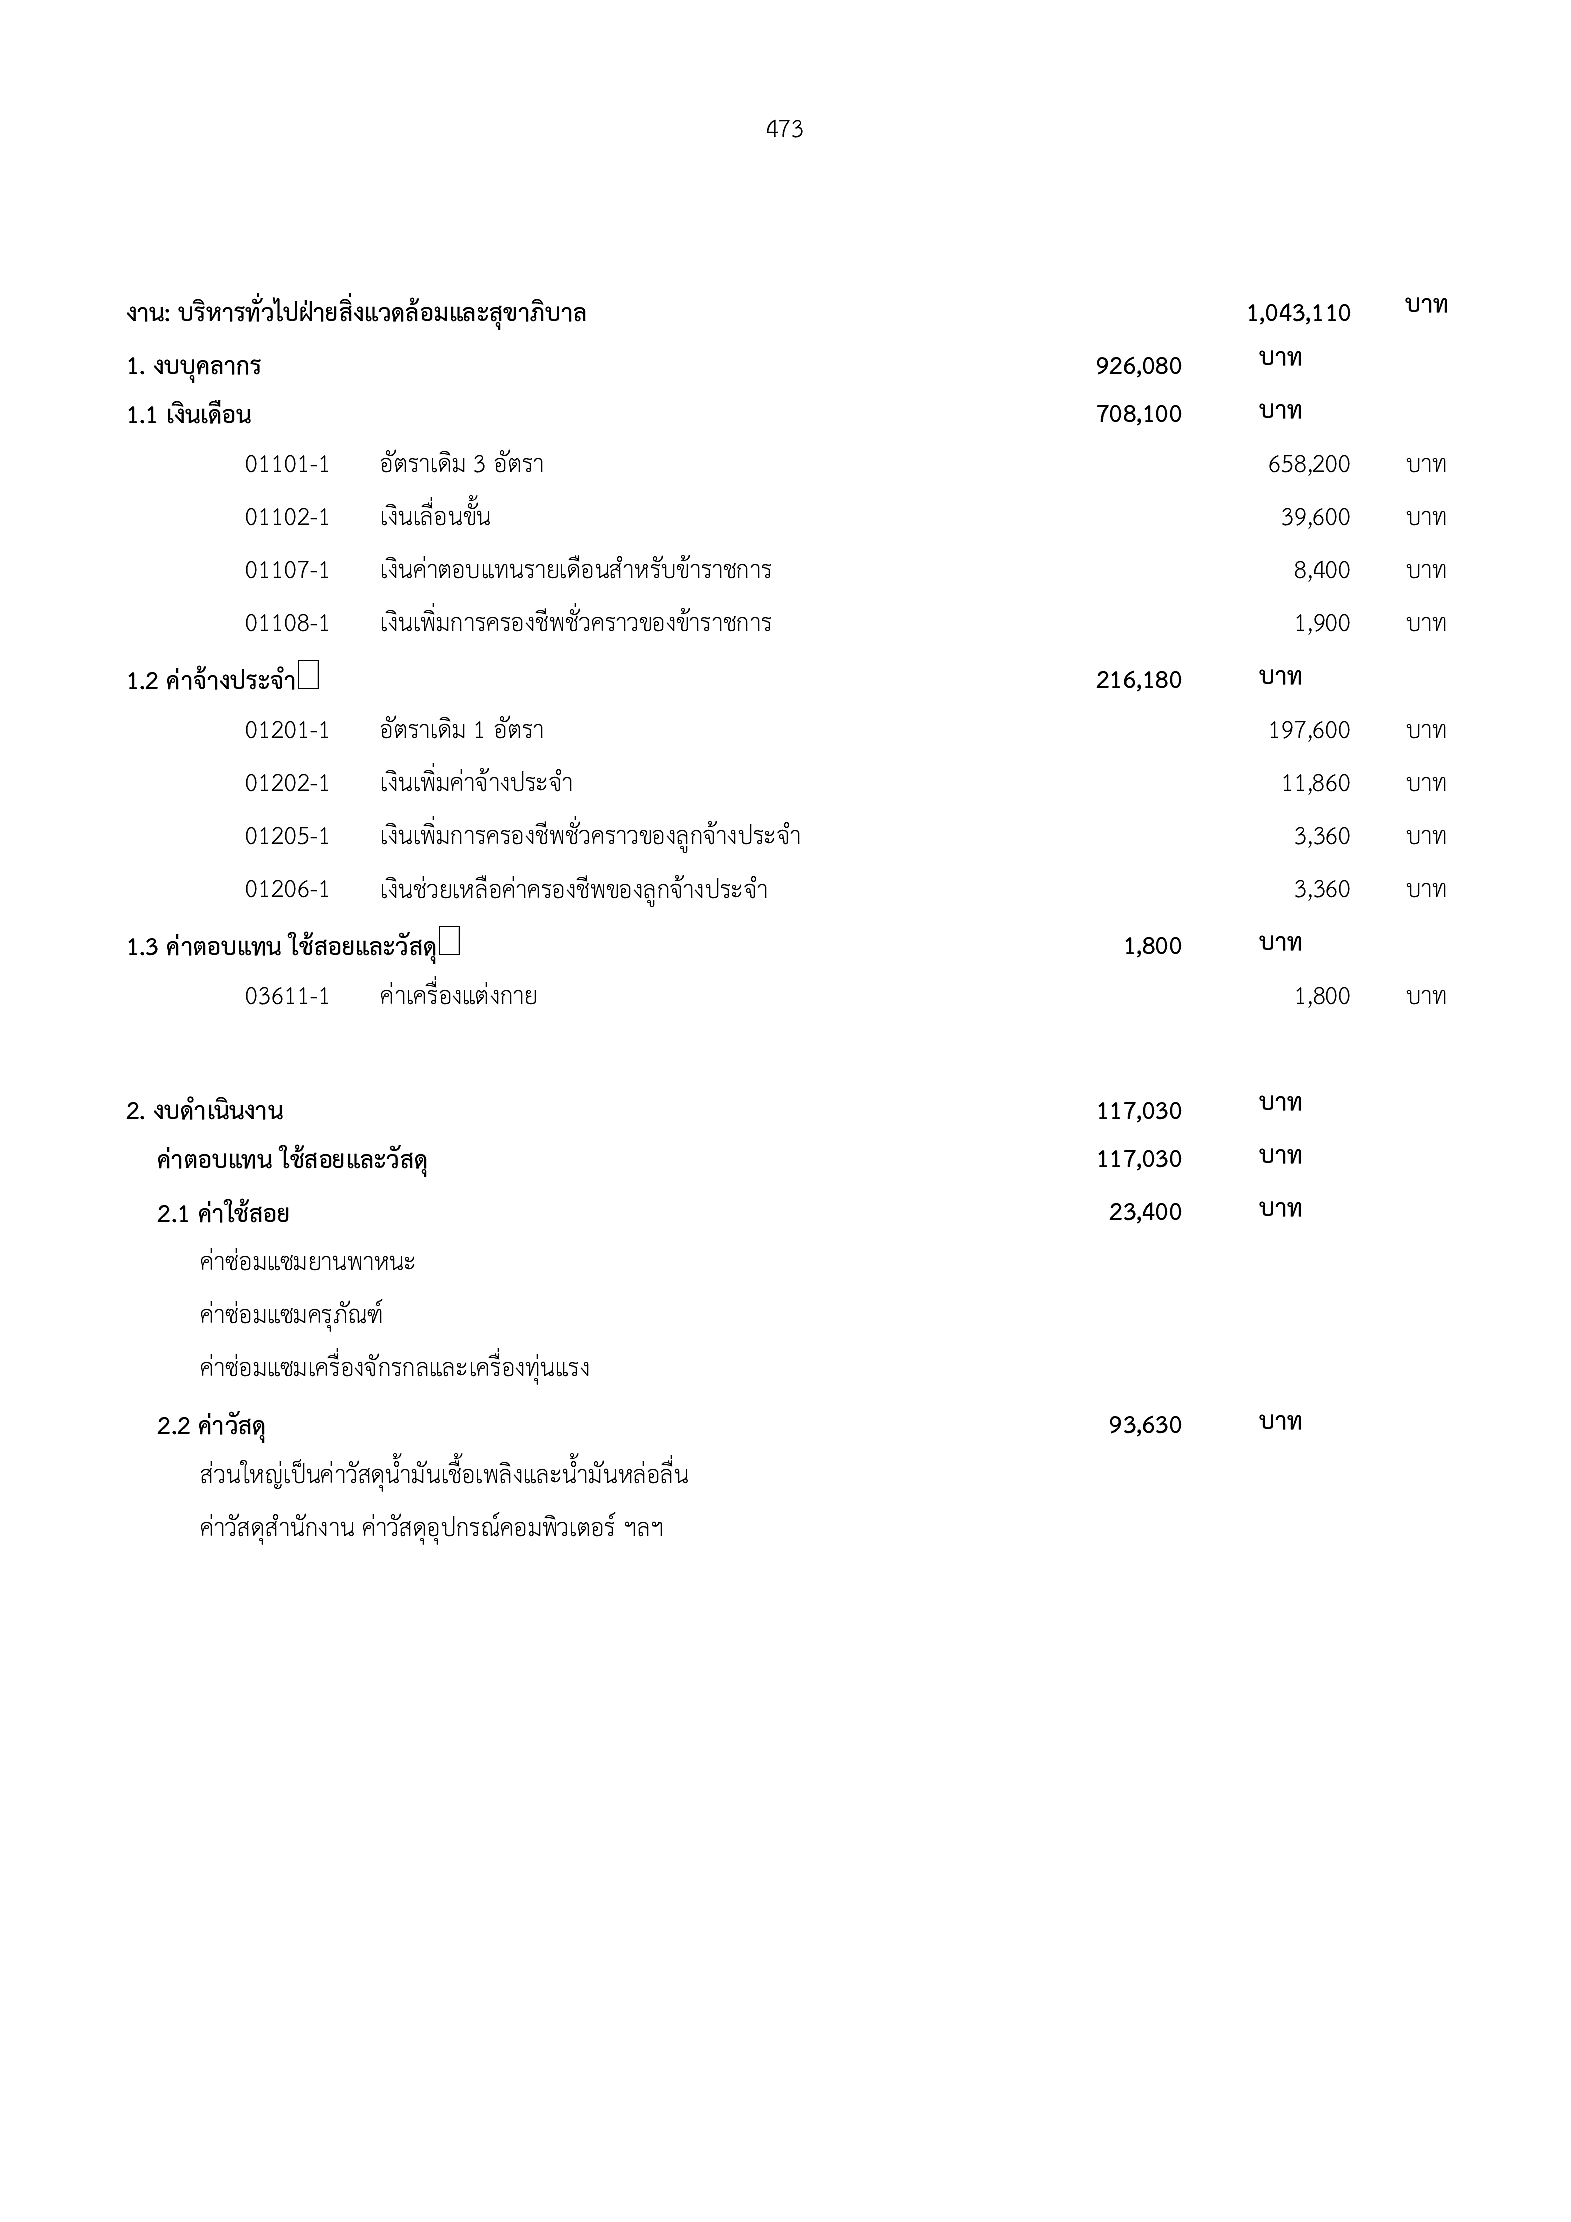 473
งาน: บริหารทั่วไปฝ่ายสิ่งแวดล้อมและสุขาภิบาล 1,043,110 บาท
1. งบบุคลากร 926,080 บาท
1.1 เงินเดือน 708,100 บาท
01101-1 อัตราเดิม 3 อัตรา 658,200 บาท
01102-1 เงินเลื่อนขั้น 39,600 บาท
01107-1 เงินค่าตอบแทนรายเดือนสำหรับข้าราชการ 8,400 บาท
01108-1 เงินเพิ่มการครองชีพชั่วคราวของข้าราชการ 1,900 บาท
1.2 ค่าจ้างประจำ 216,180 บาท
01201-1 อัตราเดิม 1 อัตรา 197,600 บาท
01202-1 เงินเพิ่มค่าจ้างประจำ 11,860 บาท
01205-1 เงินเพิ่มการครองชีพชั่วคราวของลูกจ้างประจำ 3,360 บาท
01206-1 เงินช่วยเหลือค่าครองชีพของลูกจ้างประจำ 3,360 บาท
1.3 ค่าตอบแทน ใช้สอยและวัสดุ 1,800 บาท
03611-1 ค่าเครื่องแต่งกาย 1,800 บาท
2. งบดำเนินงาน 117,030 บาท
ค่าตอบแทน ใช้สอยและวัสดุ 117,030 บาท
2.1 ค่าใช้สอย 23,400 บาท
ค่าซ่อมแซมยานพาหนะ
ค่าซ่อมแซมครุภัณฑ์
ค่าซ่อมแซมเครื่องจักรกลและเครื่องทุ่นแรง
2.2 ค่าวัสดุ 93,630 บาท
ส่วนใหญ่เป็นค่าวัสดุน้ำมันเชื้อเพลิงและน้ำมันหล่อลื่น
ค่าวัสดุสำนักงาน ค่าวัสดุอุปกรณ์คอมพิวเตอร์ ฯลฯ